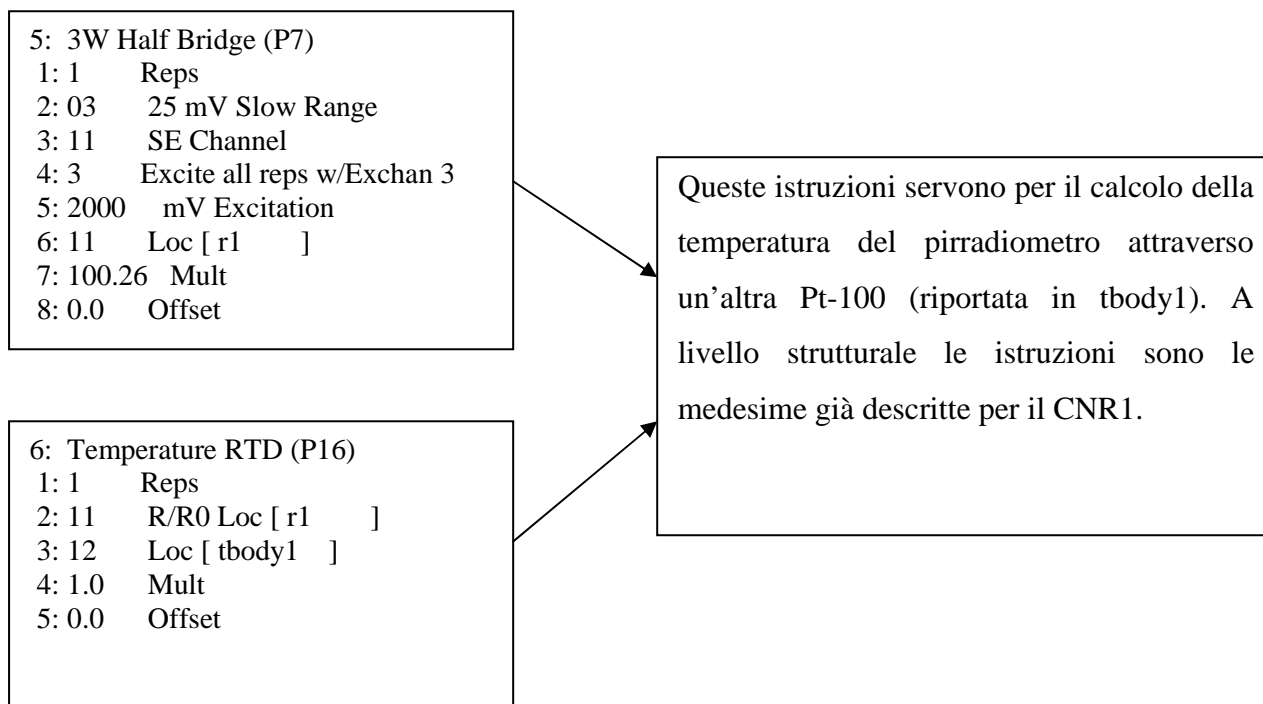 5: 3W Half Bridge (P7)
1: 1 Reps
2: 03 25 mV Slow Range
3: 11 SE Channel
4: 3 Excite all reps w/Exchan 3
5: 2000 mV Excitation
6: 11 Loc [ r1 ]
7: 100.26 Mult
8: 0.0 Offset
6: Temperature RTD (P16)
1: 1 Reps
2: 11 R/R0 Loc [ r1 ]
3: 12 Loc [ tbody1 ]
4: 1.0 Mult
5: 0.0 Offset
Queste istruzioni servono per il calcolo della
temperatura del pirradiometro attraverso
un’altra Pt-100 (riportata in tbody1). A
livello strutturale le istruzioni sono le
medesime già descritte per il CNR1.